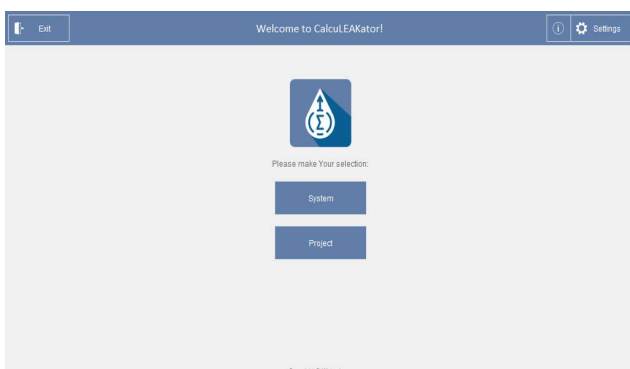 Exit
Welcome to CalcuLEAKator!
Settings
Please make Your selection:
System
Project